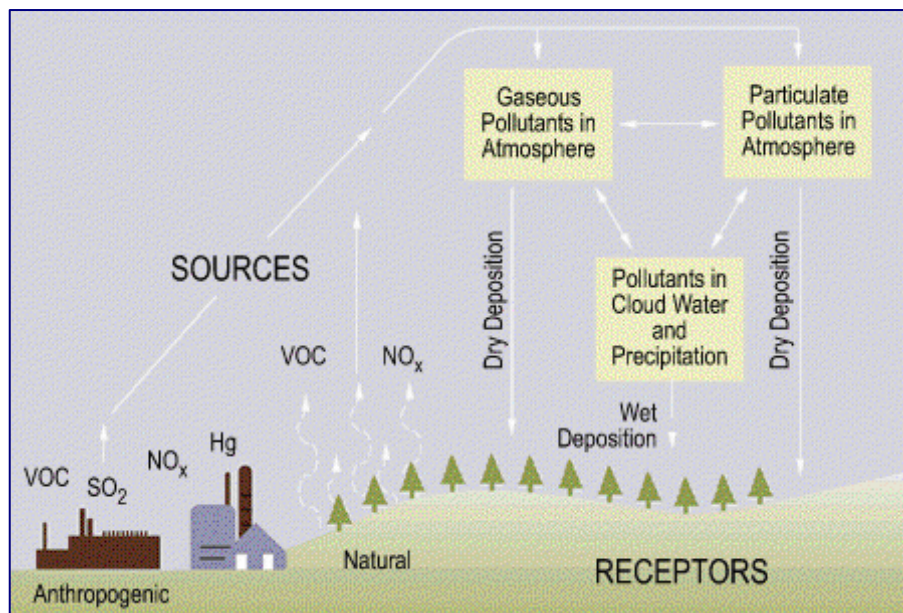 Gaseous
Pollutants in
Atmosphere
Particulate
Pollutants in
Atmosphere
SOURCES
Dry Deposition
Pollutants in
Cloud Water
and
Precipitation
Dry Deposition
VOC
NOx
Wet
Deposition
VOC
SO2
NOx
Hg
Natural
RECEPTORS
Anthropogenic